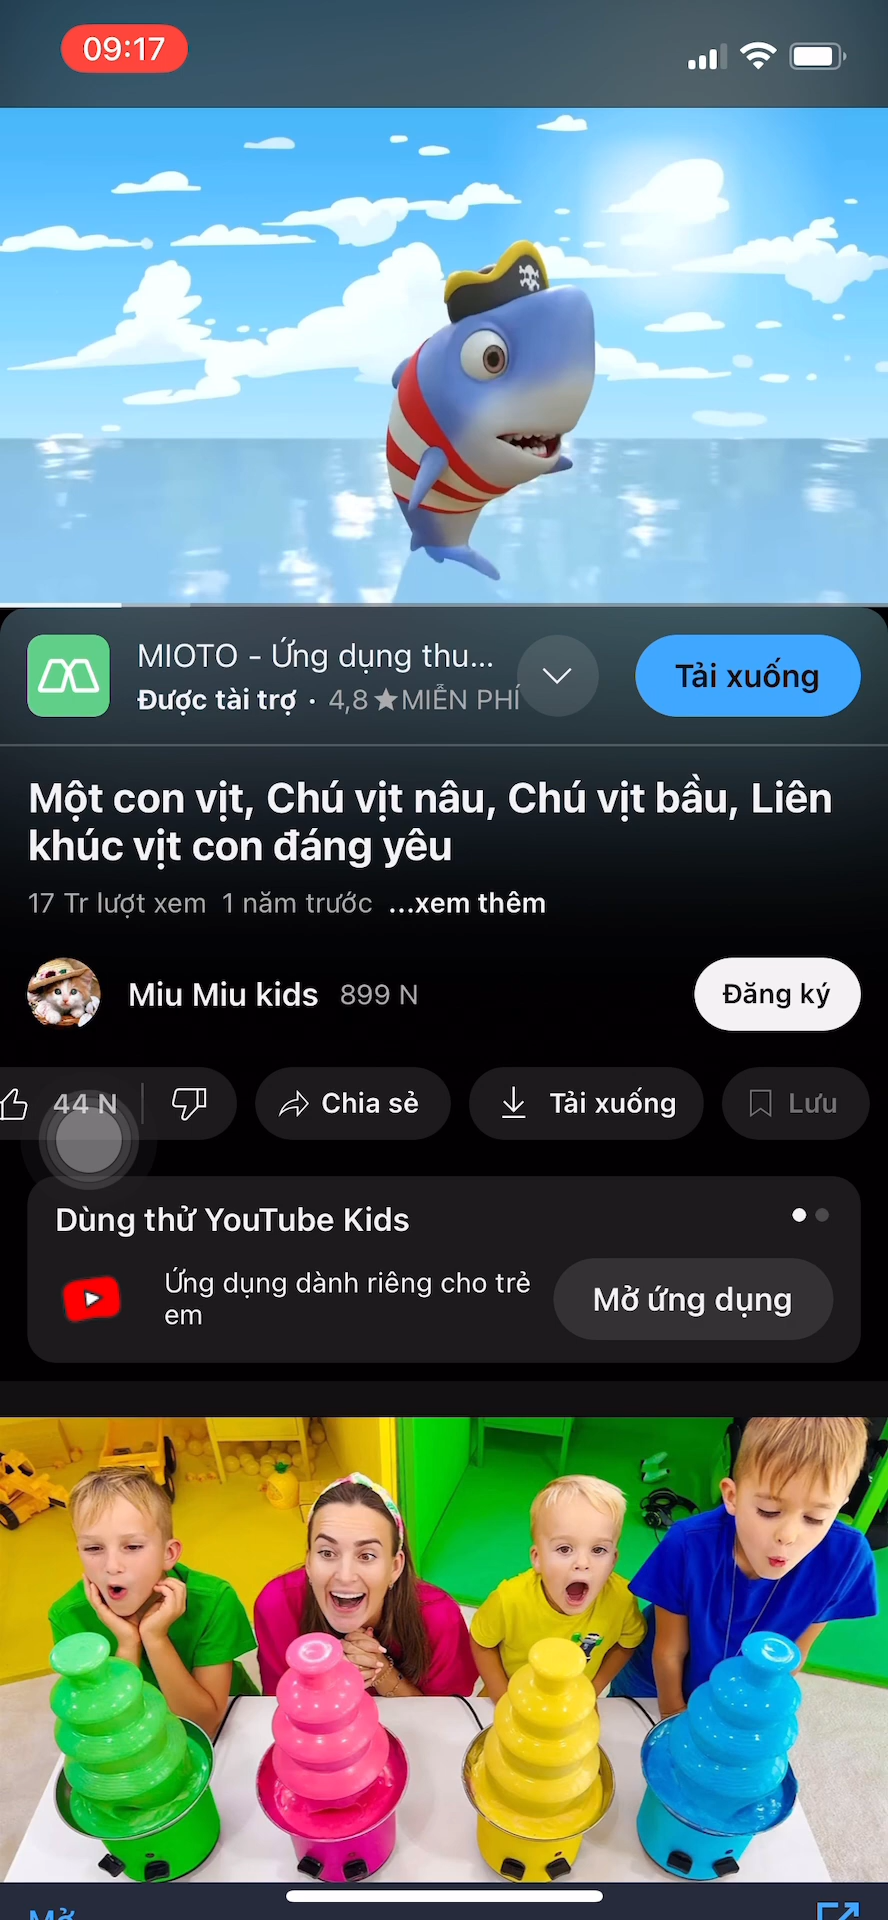 09:17
MIOTO - Ứng dụng thu...
Được tài trợ · 4,8 ★ MIỄN PHÍ
Tải xuống
Một con vịt, Chú vịt nâu, Chú vịt bầu, Liên
khúc vịt con đáng yêu
17 Tr lượt xem 1 năm trước ...xem thêm
Miu Miu kids 899 N
Đăng ký
44 N
Chia sẻ
Tải xuống
Lưu
Dùng thử YouTube Kids
Ứng dụng dành riêng cho trẻ
em
Mở ứng dụng
Mở